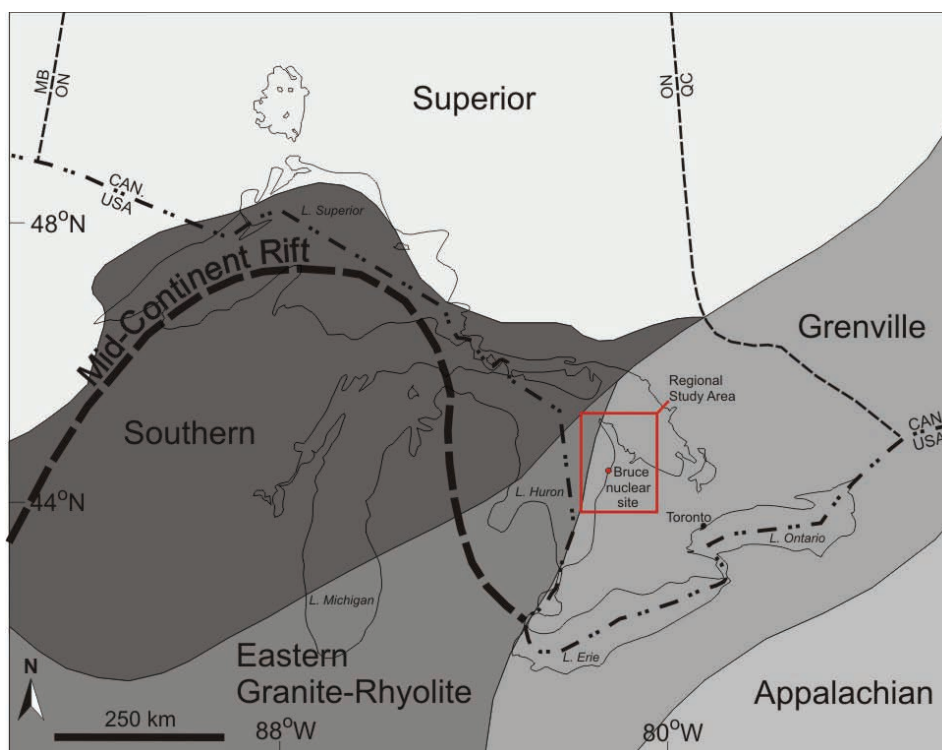 MB
ON
ON
QC
Superior
CAN.
USA
48°N
L. Superior
Mid-Continent Rift
Grenville
Regional
Study Area
CAN.
USA
Southern
Bruce
nuclear
site
44°N
L. Huron
Toronto
L. Ontario
L. Michigan
L. Erie
N
Eastern
Granite-Rhyolite
Appalachian
250 km
88°W
80°W